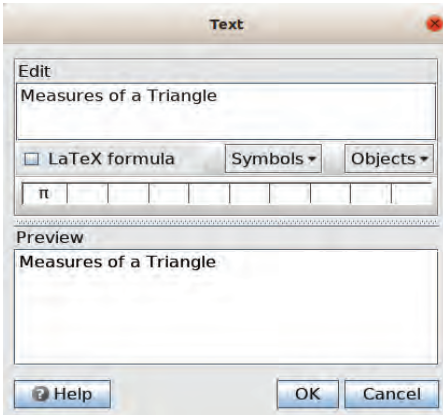 Text
Edit
Measures of a Triangle
LaTeX formula Symbols Objects
π
Preview
Measures of a Triangle
Help OK Cancel